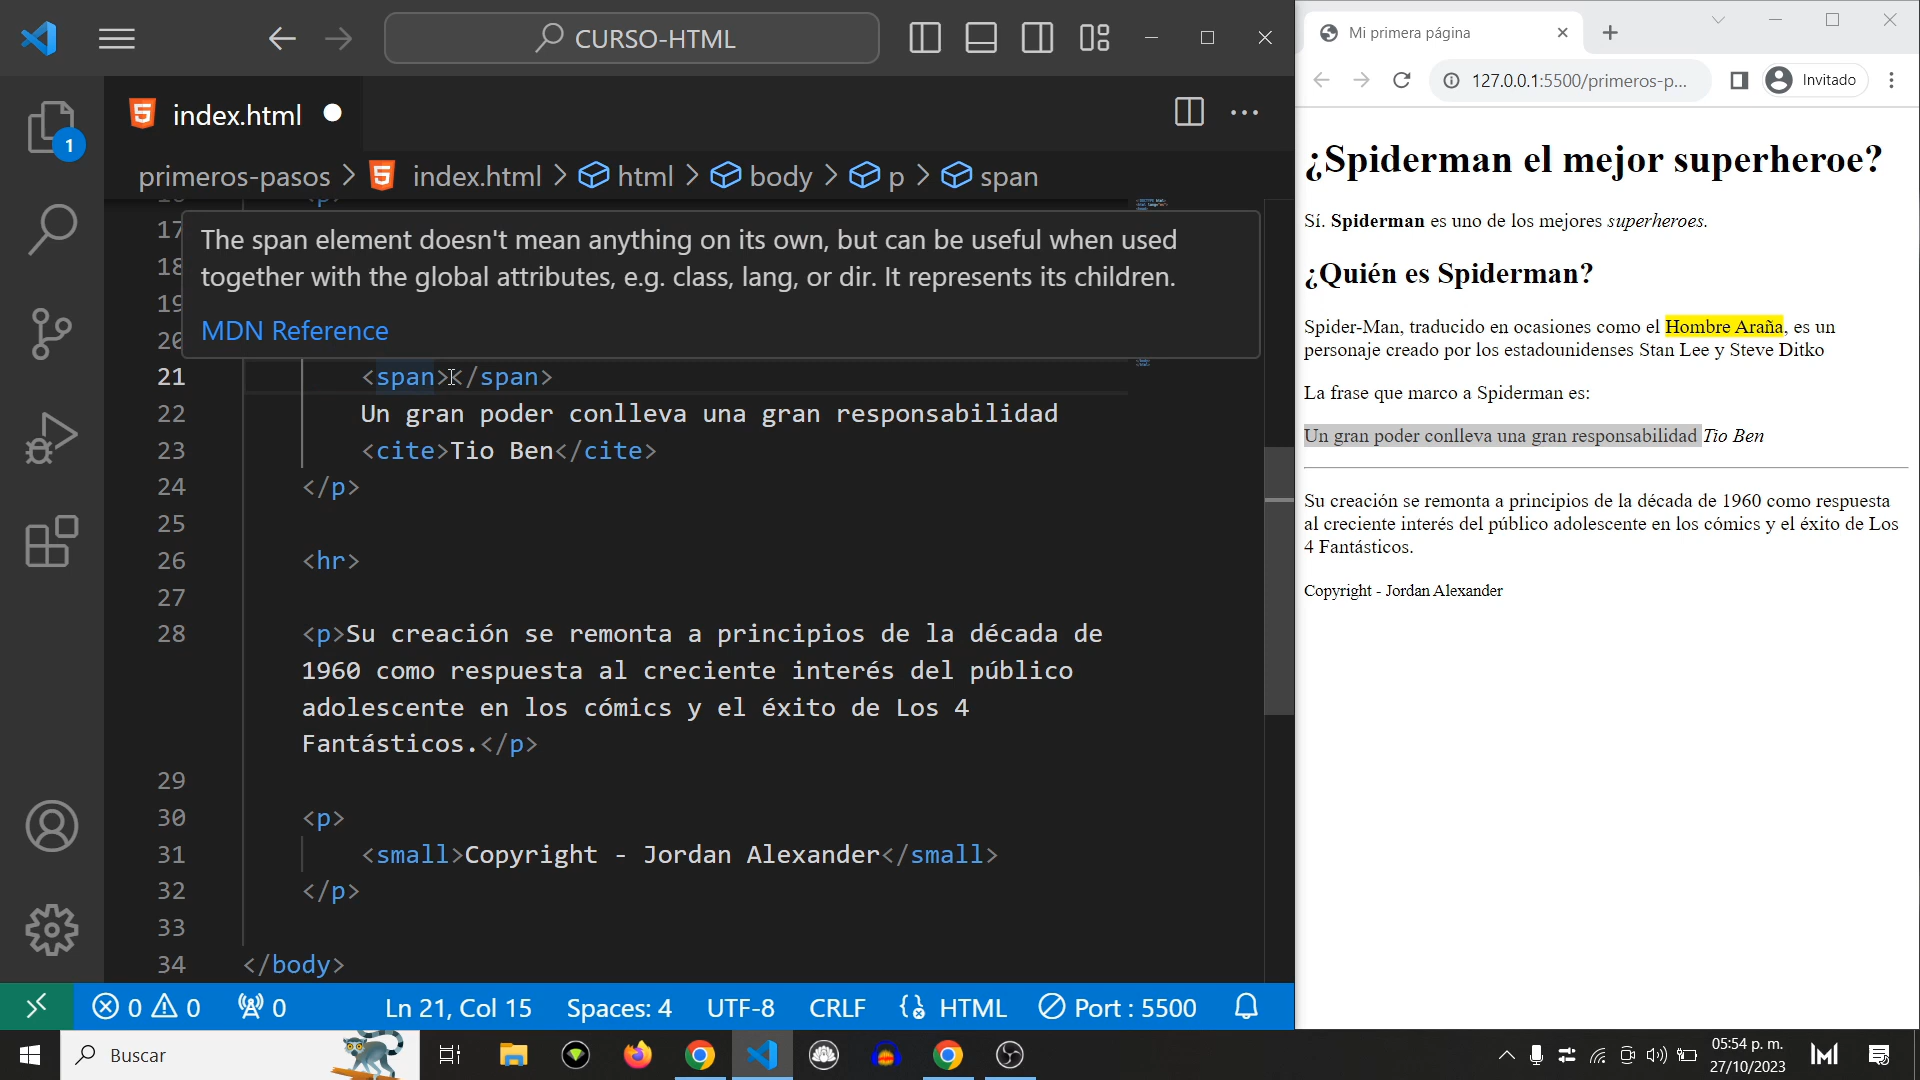 CURSO-HTML
index.html
1
primeros-pasos > index.html > html > body > p > span
17
The span element doesn't mean anything on its own, but can be useful when used
18
together with the global attributes, e.g. class, lang, or dir. It represents its children.
19
MDN Reference
20
21 <span></span>
22 Un gran poder conlleva una gran responsabilidad
23 <cite>Tio Ben</cite>
24 </p>
25
26 <hr>
27
28 <p>Su creación se remonta a principios de la década de
1960 como respuesta al creciente interés del público
adolescente en los cómics y el éxito de Los 4
Fantásticos.</p>
29
30 <p>
31 <small>Copyright - Jordan Alexander</small>
32 </p>
33
34 </body>
0 0 0 Ln 21, Col 15 Spaces: 4 UTF-8 CRLF HTML Port : 5500
Mi primera página
127.0.0.1:5500/primeros-p... Invitado
¿Spiderman el mejor superheroe?
Sí. Spiderman es uno de los mejores superheroes.
¿Quién es Spiderman?
Spider-Man, traducido en ocasiones como el Hombre Araña, es un
personaje creado por los estadounidenses Stan Lee y Steve Ditko
La frase que marco a Spiderman es:
Un gran poder conlleva una gran responsabilidad Tio Ben
Su creación se remonta a principios de la década de 1960 como respuesta
al creciente interés del público adolescente en los cómics y el éxito de Los
4 Fantásticos.
Copyright - Jordan Alexander
Buscar
05:54 p. m.
27/10/2023